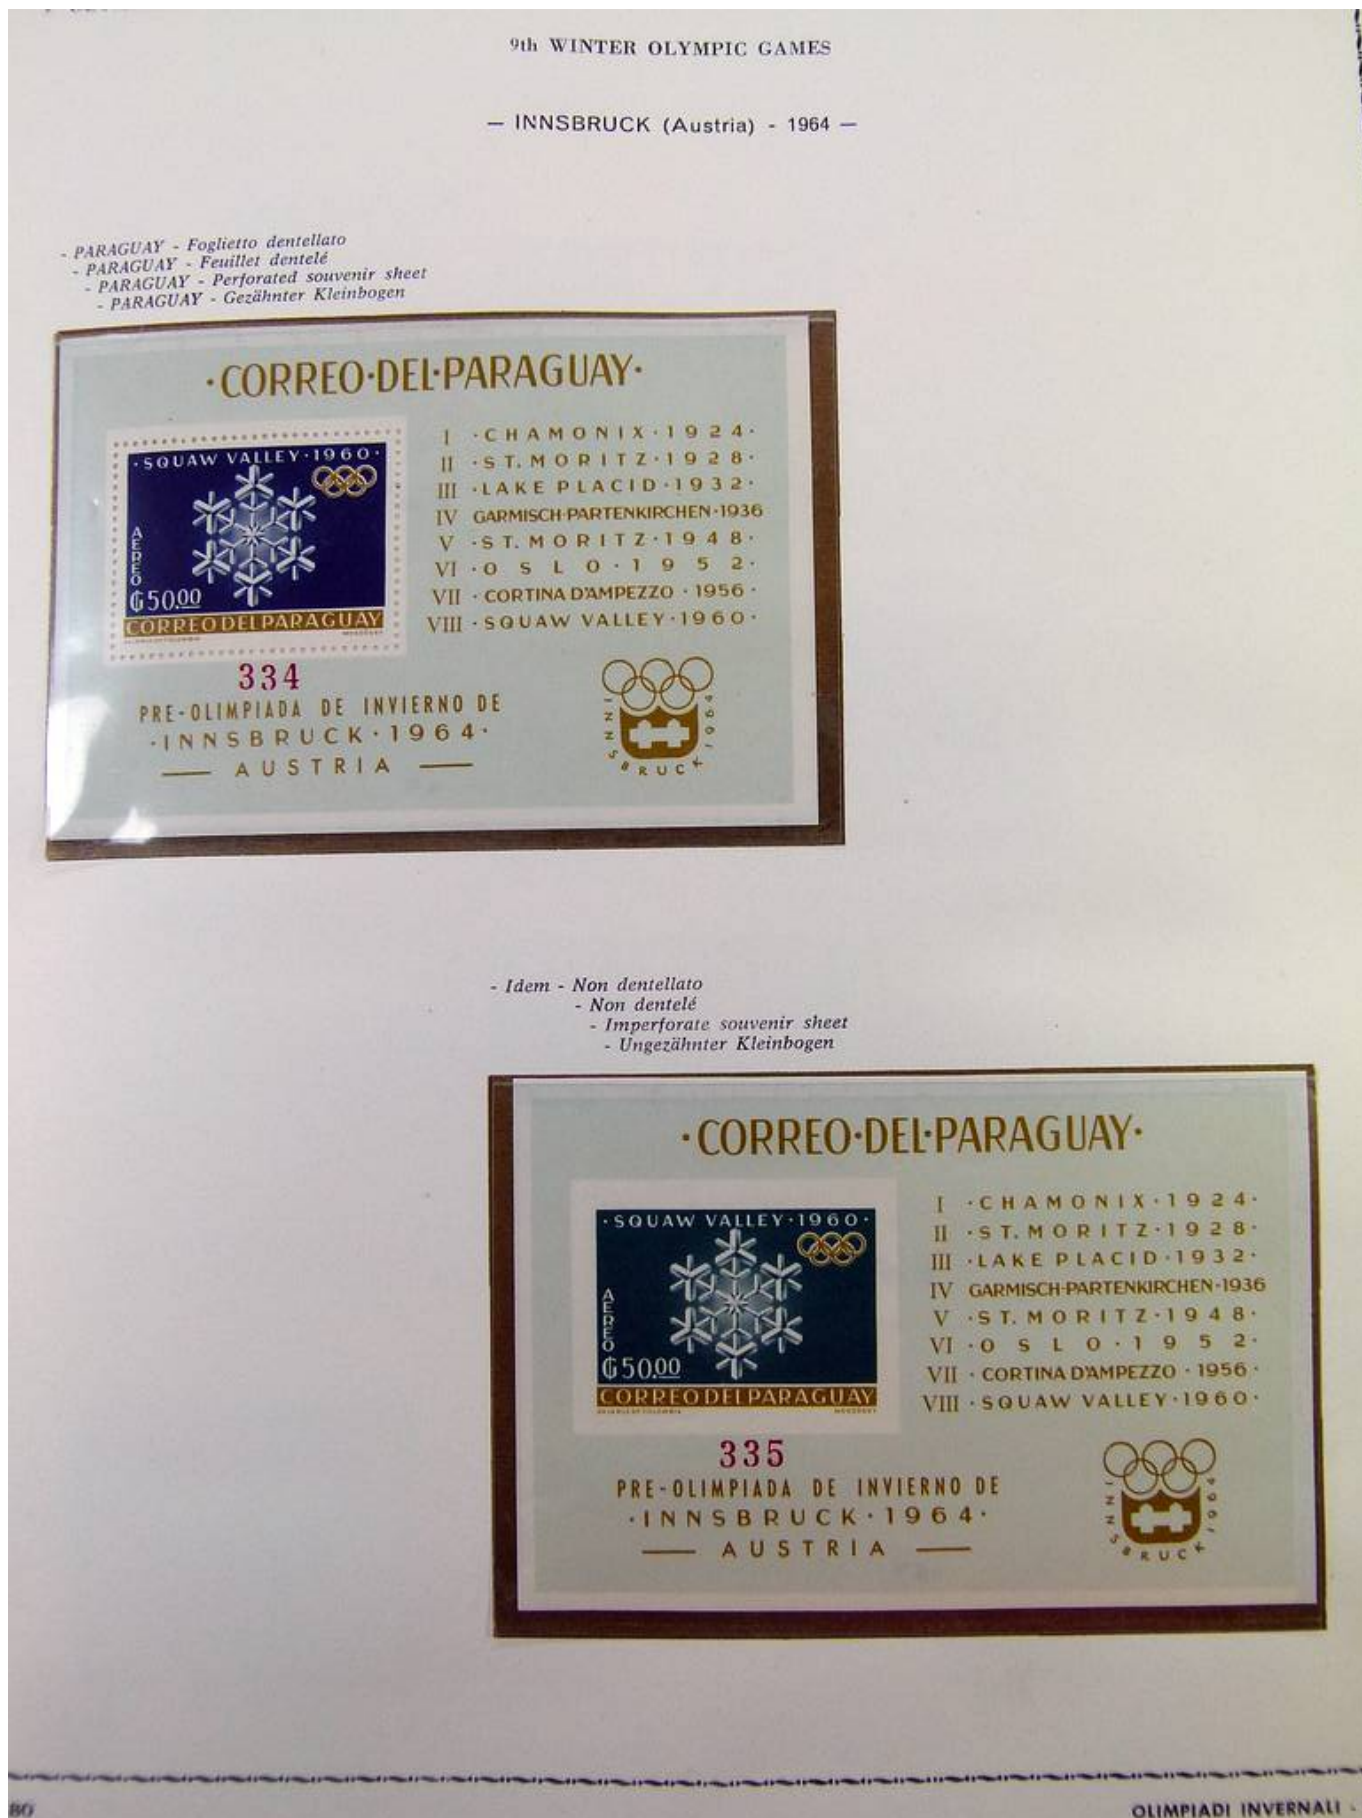 9th WINTER OLYMPIC GAMES
— INNSBRUCK (Austria) - 1964 —
- PARAGUAY - Foglietto dentellato
- PARAGUAY - Feuillet dentelé
- PARAGUAY - Perforated souvenir sheet
- PARAGUAY - Gezähnter Kleinbogen
·CORREO·DEL·PARAGUAY·
·SQUAW VALLEY·1960·
AEREO
₲50.00
CORREO DEL PARAGUAY
I ·CHAMONIX·1924·
II ·ST. MORITZ·1928·
III ·LAKE PLACID·1932·
IV GARMISCH-PARTENKIRCHEN·1936
V ·ST. MORITZ·1948·
VI ·OSLO·1952·
VII ·CORTINA D'AMPEZZO·1956·
VIII ·SQUAW VALLEY·1960·
334
PRE-OLIMPIADA DE INVIERNO DE
·INNSBRUCK·1964·
— AUSTRIA —
INNSBRUCK 1964
- Idem - Non dentellato
- Non dentelé
- Imperforate souvenir sheet
- Ungezähnter Kleinbogen
·CORREO·DEL·PARAGUAY·
·SQUAW VALLEY·1960·
AEREO
₲50.00
CORREO DEL PARAGUAY
I ·CHAMONIX·1924·
II ·ST. MORITZ·1928·
III ·LAKE PLACID·1932·
IV GARMISCH-PARTENKIRCHEN·1936
V ·ST. MORITZ·1948·
VI ·OSLO·1952·
VII ·CORTINA D'AMPEZZO·1956·
VIII ·SQUAW VALLEY·1960·
335
PRE-OLIMPIADA DE INVIERNO DE
·INNSBRUCK·1964·
— AUSTRIA —
INNSBRUCK 1964
80
OLIMPIADI INVERNALI -